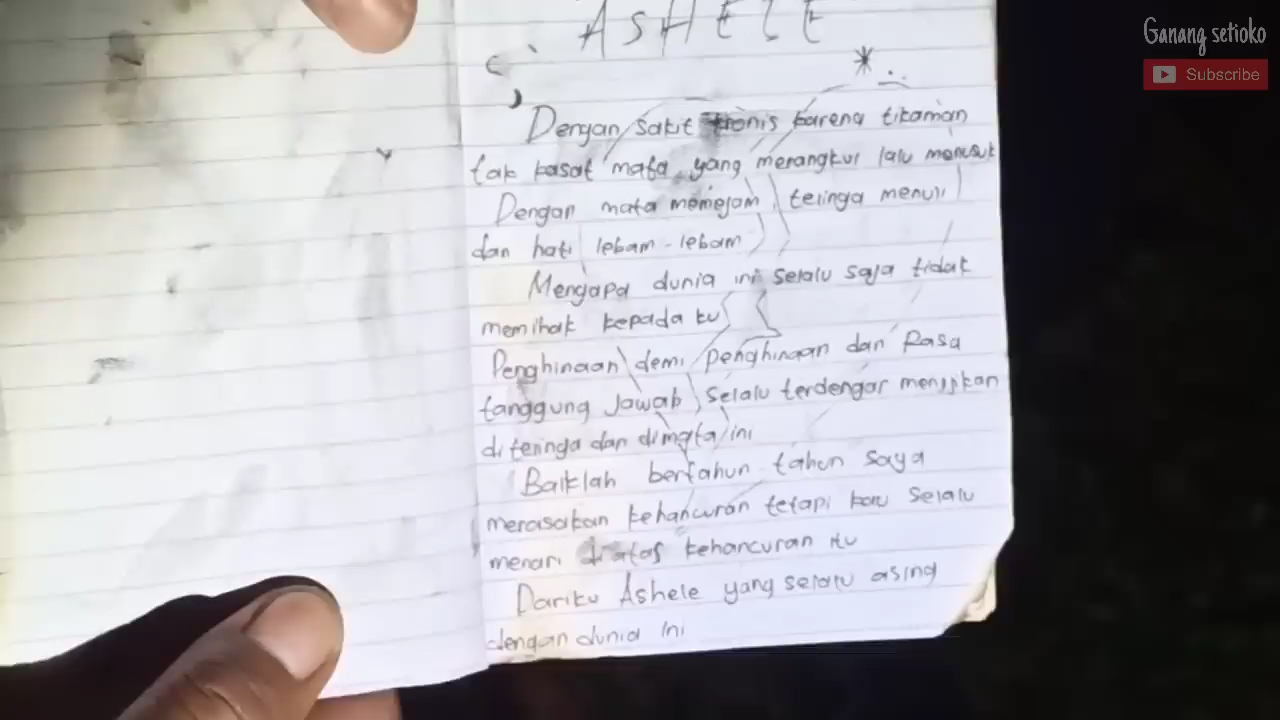 Ganang setioko
Subscribe
ASHELE
Dengan sakit kronis karena tikaman
tak kasat mata, yang merangkul lalu menusuk
Dengan mata memejam, telinga menuli
dan hati lebam-lebam
Mengapa dunia ini selalu saja tidak
memihak kepada ku
Penghinaan demi penghinaan dan Rasa
tanggung Jawab, selalu terdengar
diteringa dan dimata ini
Baiklah bertahun-tahun saya
merasakan kehancuran tetapi kau selalu
menari diatas kehancuran itu
Dariku Ashele yang selalu asing
dengan dunia ini